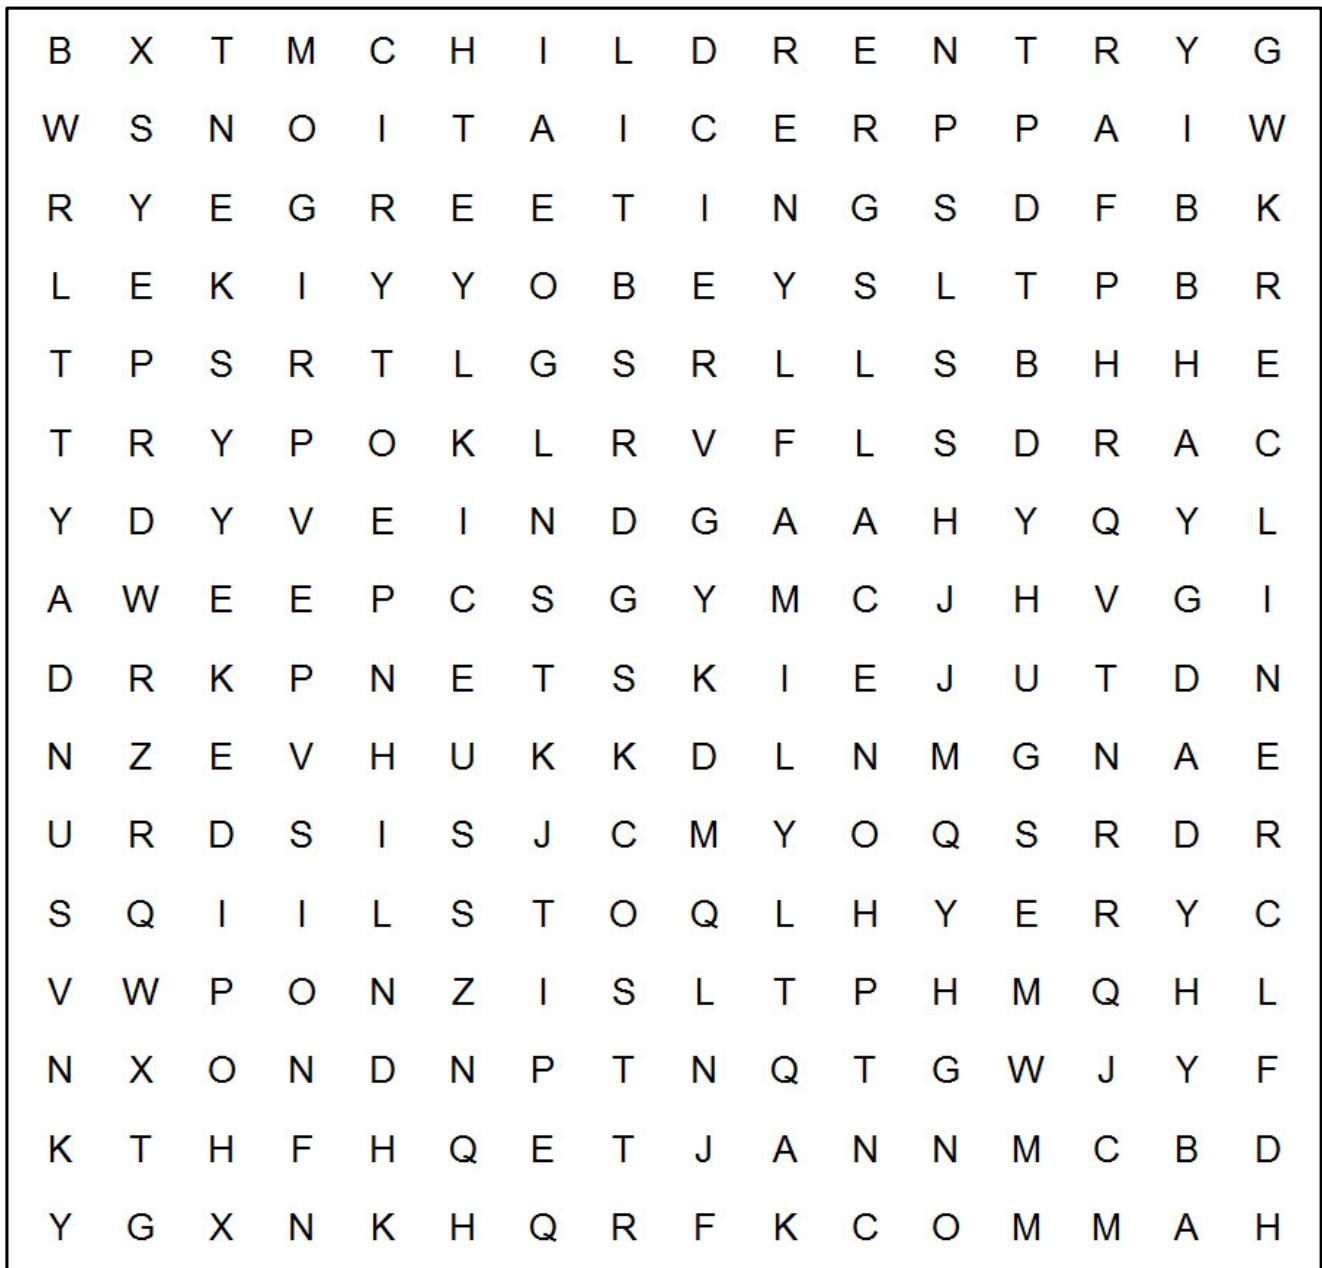 B X T M C H I L D R E N T R Y G
W S N O I T A I C E R P P A I W
R Y E G R E E T I N G S D F B K
L E K I Y Y O B E Y S L T P B R
T P S R T L G S R L L S B H H E
T R Y P O K L R V F L S D R A C
Y D Y V E I N D G A A H Y Q Y L
A W E E P C S G Y M C J H V G I
D R K P N E T S K I E J U T D N
N Z E V H U K K D L N M G N A E
U R D S I S J C M Y O Q S R D R
S Q I I L S T O Q L H Y E R Y C
V W P O N Z I S L T P H M Q H L
N X O N D N P T N Q T G W J Y F
K T H F H Q E T J A N N M C B D
Y G X N K H Q R F K C O M M A H